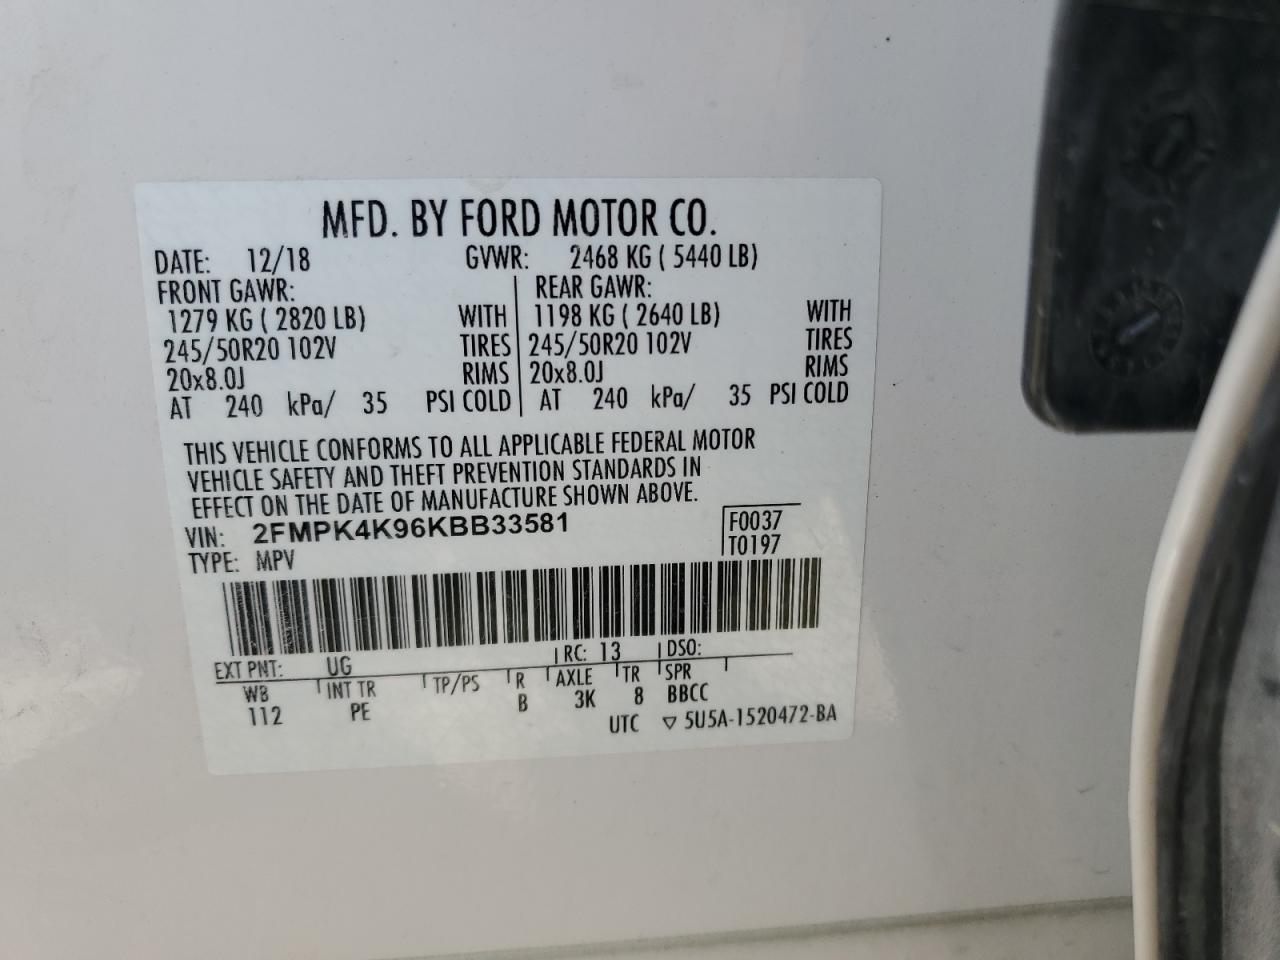 MFD. BY FORD MOTOR CO.
DATE: 12/18 GVWR: 2468 KG ( 5440 LB)
FRONT GAWR: REAR GAWR:
1279 KG ( 2820 LB) WITH 1198 KG ( 2640 LB) WITH
245/50R20 102V TIRES 245/50R20 102V TIRES
20x8.0J RIMS 20x8.0J RIMS
AT 240 kPa/ 35 PSI COLD AT 240 kPa/ 35 PSI COLD
THIS VEHICLE CONFORMS TO ALL APPLICABLE FEDERAL MOTOR
VEHICLE SAFETY AND THEFT PREVENTION STANDARDS IN
EFFECT ON THE DATE OF MANUFACTURE SHOWN ABOVE.
VIN: 2FMPK4K96KBB33581 F0037
TYPE: MPV T0197
EXT PNT: UG RC: 13 DSO:
WB INT TR TP/PS R AXLE TR SPR
112 PE B 3K 8 BBCC
UTC ▽ 5U5A-1520472-BA